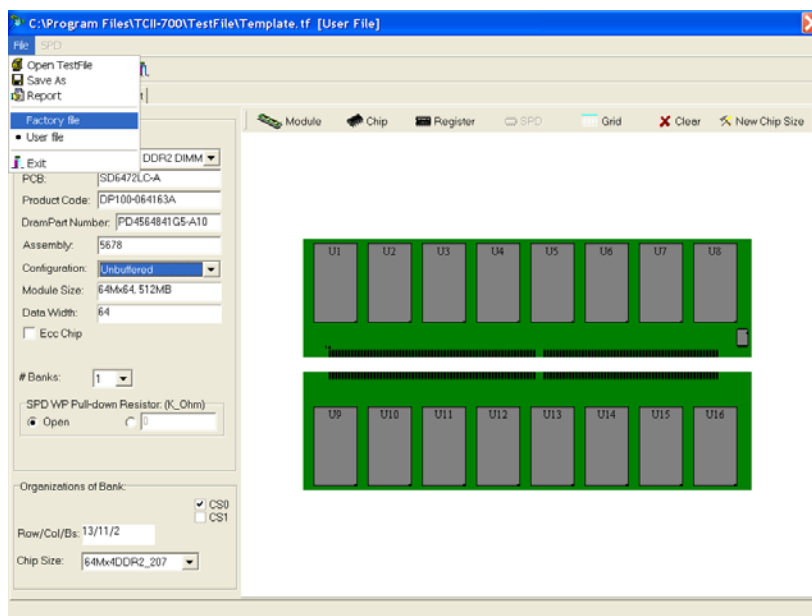 C:\Program Files\TCII-700\TestFile\Template.tf [User File]
File SPD
Open TestFile
Save As
Report
Factory file
User file
Exit
Module Chip Register SPD Grid Clear New Chip Size
DDR2 DIMM
PCB: SD6472LC-A
Product Code: DP100-064163A
DramPart Number: PD4564841G5-A10
Assembly: 5678
Configuration: Unbuffered
Module Size: 64Mx64, 512MB
Data Width: 64
Ecc Chip
# Banks: 1
SPD WP Pull-down Resistor: (K_Ohm)
Open 0
Organizations of Bank:
CS0
CS1
Row/Col/Bs: 13/11/2
Chip Size: 64Mx4DDR2_207
U1 U2 U3 U4 U5 U6 U7 U8
U9 U10 U11 U12 U13 U14 U15 U16